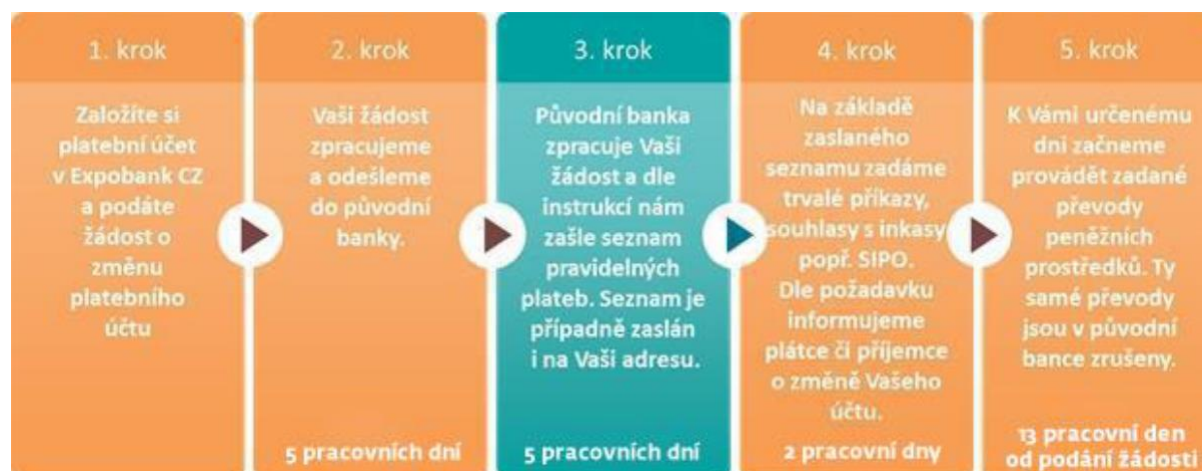 1. krok
Založíte si
platební účet
v Expobank CZ
a podáte
žádost o
změnu
platebního
účtu
2. krok
Vaši žádost
zpracujeme
a odešleme
do původní
banky.
5 pracovních dní
3. krok
Původní banka
zpracuje Vaši
žádost a dle
instrukcí nám
zašle seznam
pravidelných
plateb. Seznam je
případně zaslán
i na Vaši adresu.
5 pracovních dní
4. krok
Na základě
zaslaného
seznamu zadáme
trvalé příkazy,
souhlasy s inkasy
popř. SIPO.
Dle požadavku
informujeme
plátce či příjemce
o změně Vašeho
účtu.
2 pracovní dny
5. krok
K Vámi určenému
dni začneme
provádět zadané
převody
peněžních
prostředků. Ty
samé převody
jsou v původní
bance zrušeny.
13 pracovní den
od podání žádosti